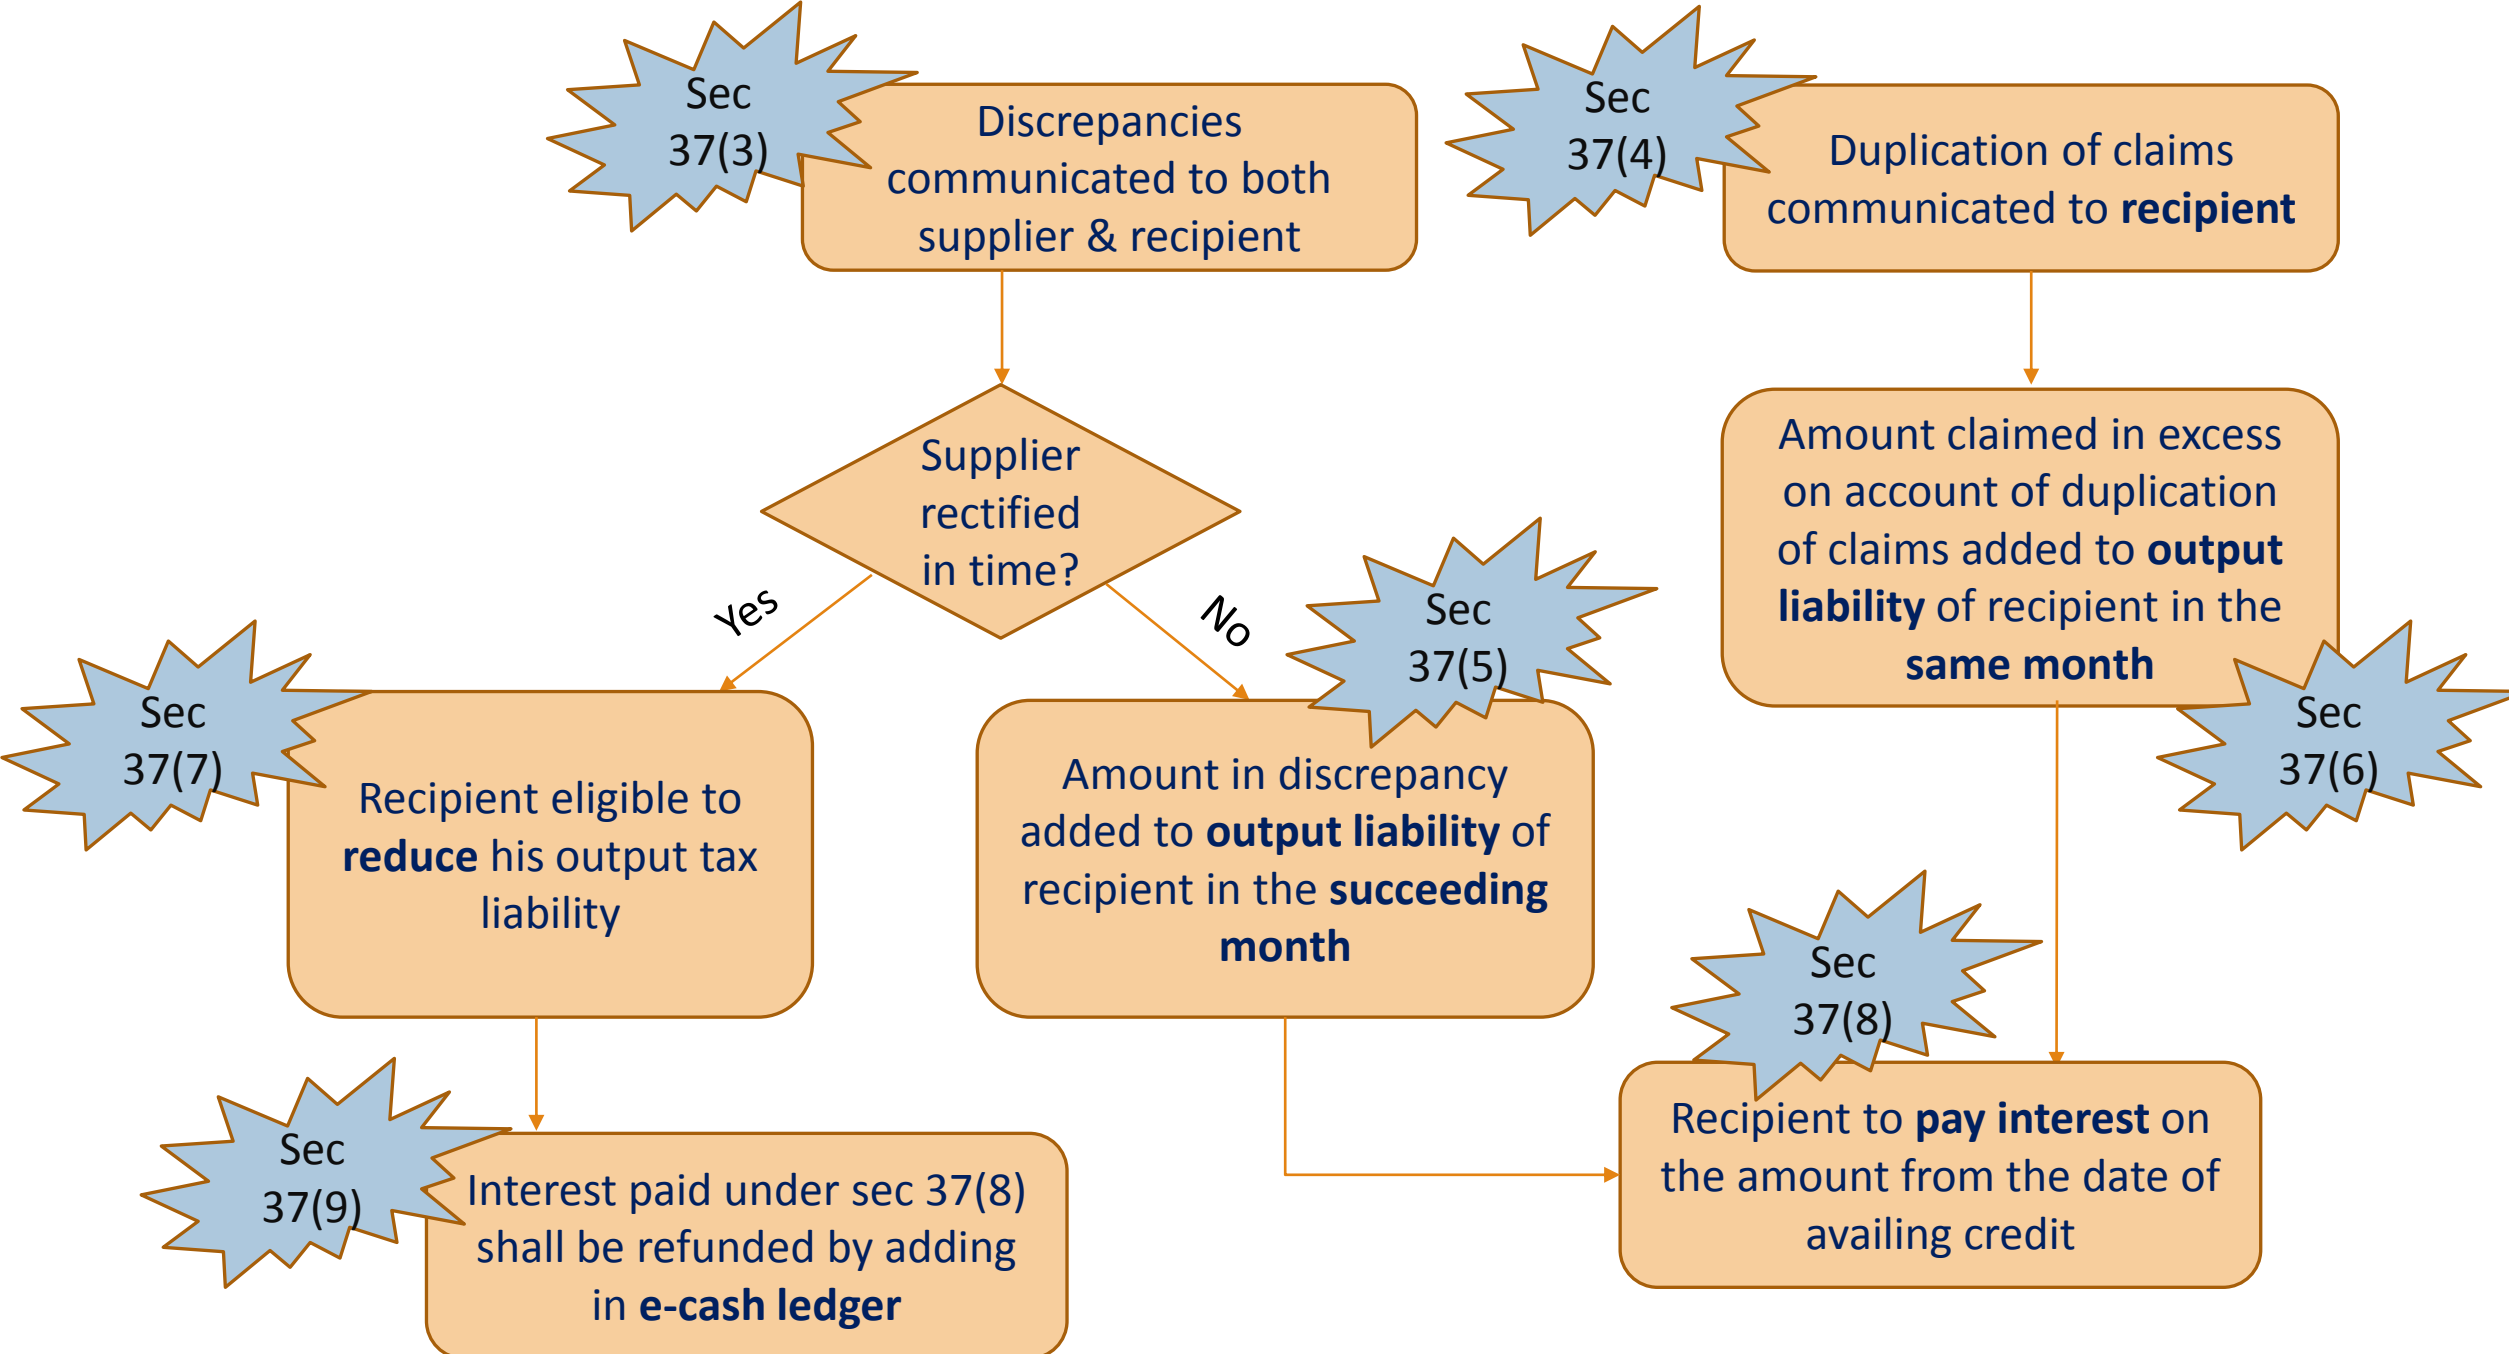 Sec
37(3)
Discrepancies
communicated to both
supplier & recipient
Sec
37(4)
Duplication of claims
communicated to recipient
Supplier
rectified
in time?
Yes
No
Amount claimed in excess
on account of duplication
of claims added to output
liability of recipient in the
same month
Sec
37(7)
Recipient eligible to
reduce his output tax
liability
Sec
37(5)
Amount in discrepancy
added to output liability of
recipient in the succeeding
month
Sec
37(6)
Sec
37(9)
Interest paid under sec 37(8)
shall be refunded by adding
in e-cash ledger
Sec
37(8)
Recipient to pay interest on
the amount from the date of
availing credit